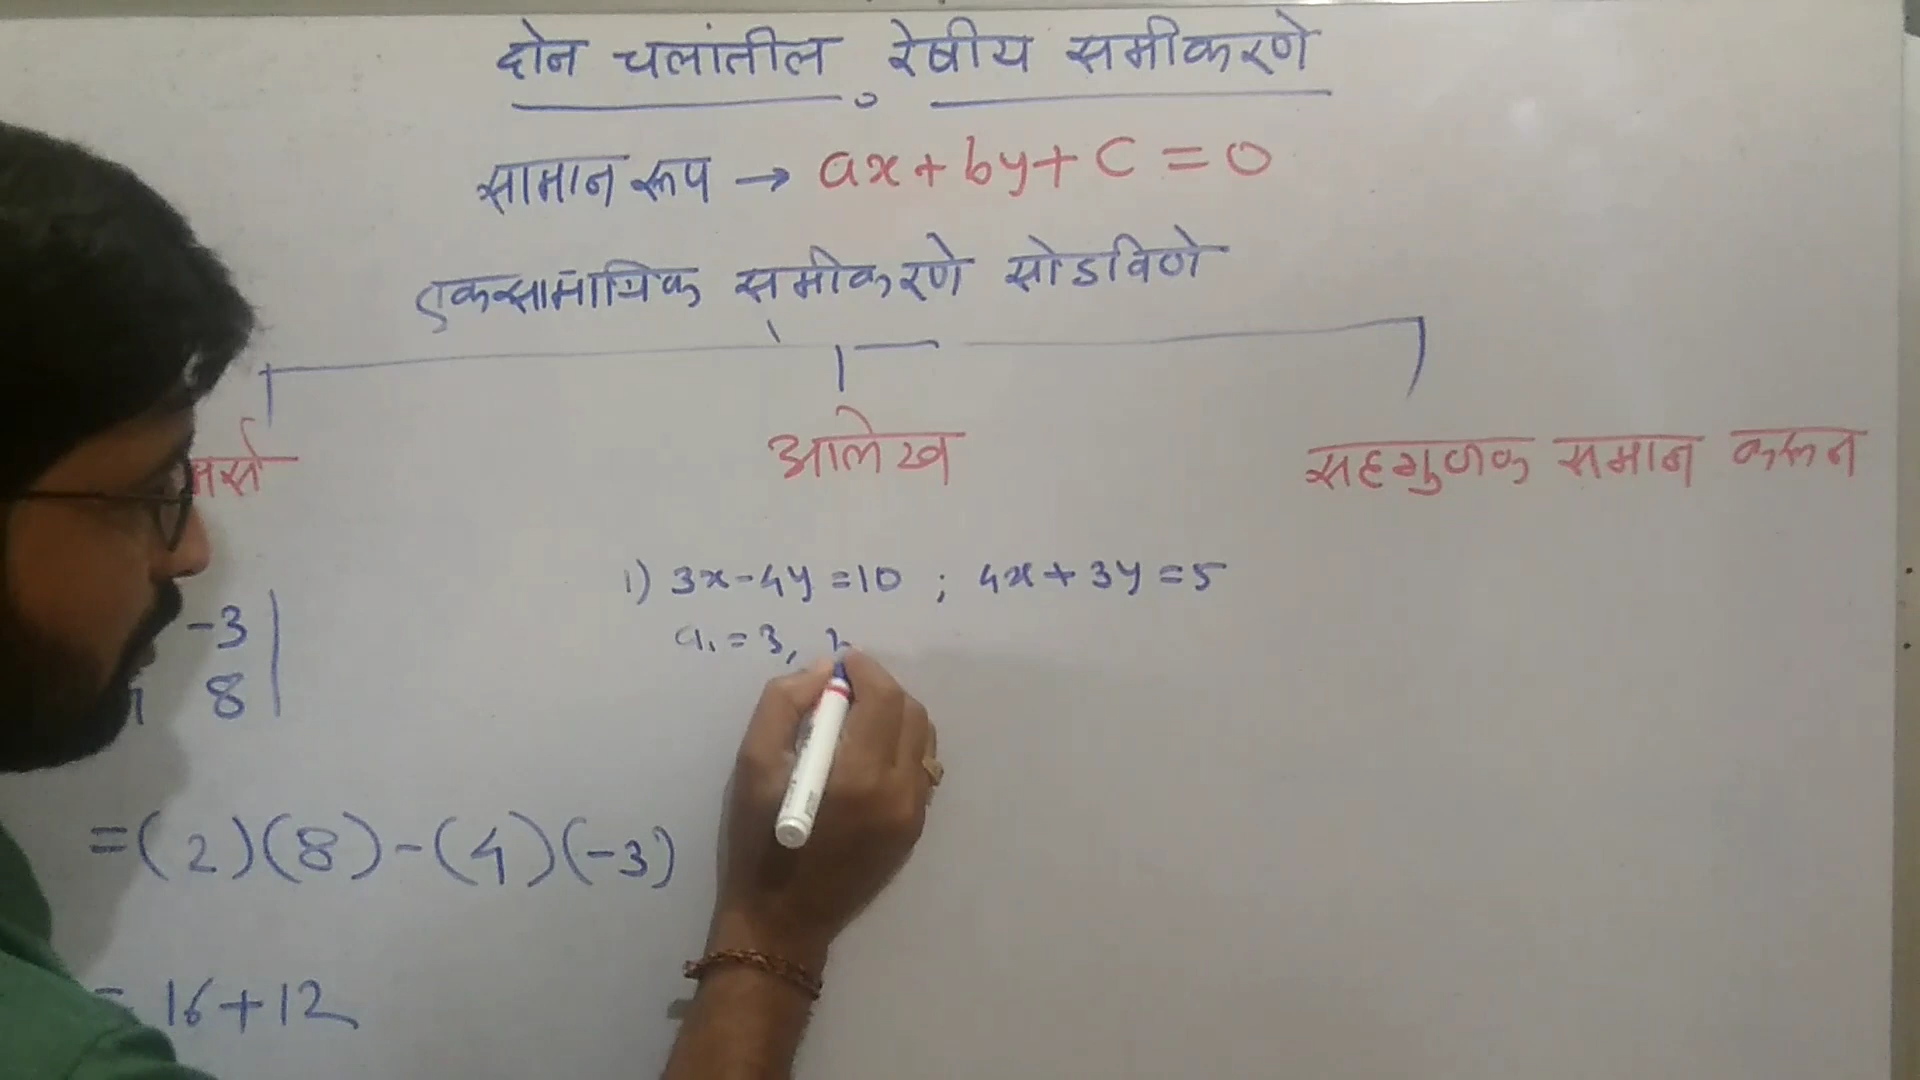 दोन चलांतील रेषीय समीकरणे
सामान रूप → ax + by + c = 0
एकसामायिक समीकरणे सोडविणे
आलेख
सहगुणक समान करून
1) 3x - 4y = 10 ; 4x + 3y = 5
a₁ = 3,
-3
8
= (2)(8) - (4)(-3)
= 16 + 12